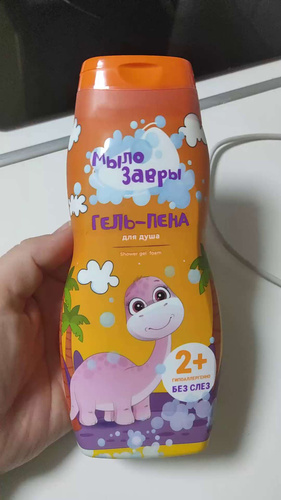 Мыло
завры
ГЕЛЬ-ПЕНА
для душа
Shower gel foam
2+
ГИПОАЛЛЕРГЕННО
БЕЗ СЛЕЗ